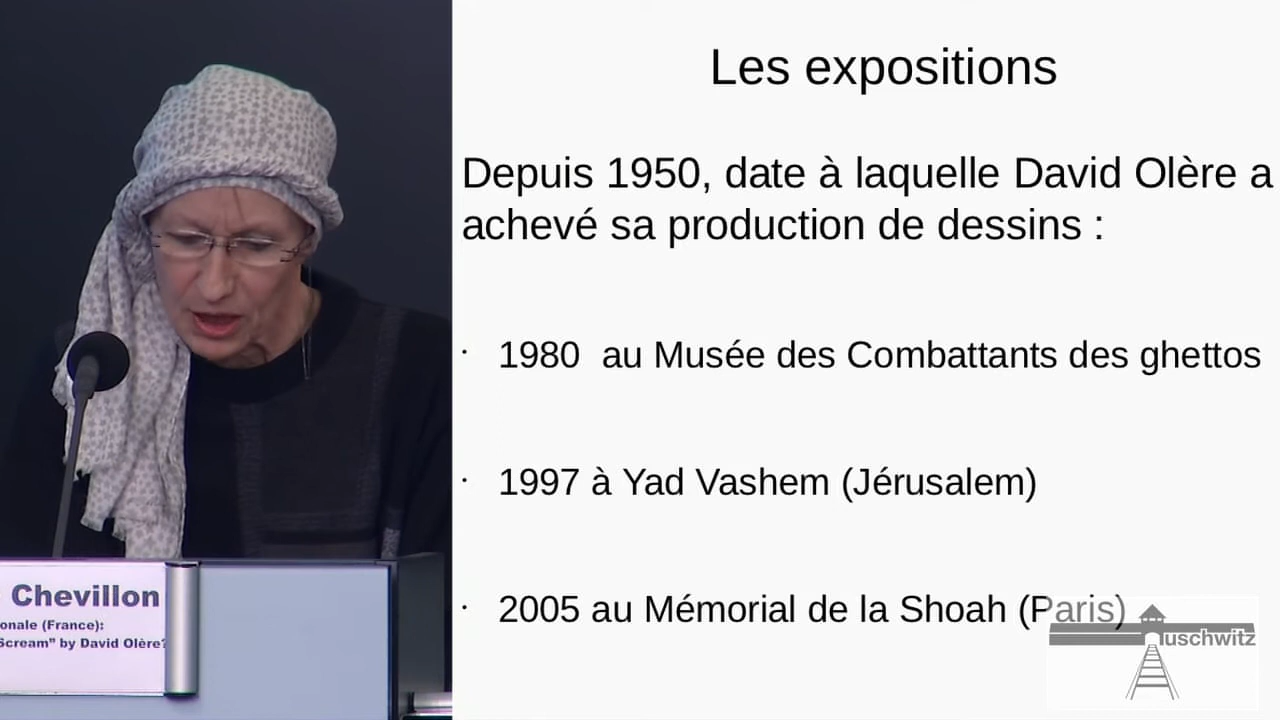 Les expositions
Depuis 1950, date à laquelle David Olère a
achevé sa production de dessins :
· 1980  au Musée des Combattants des ghettos
· 1997 à Yad Vashem (Jérusalem)
· 2005 au Mémorial de la Shoah (Paris)
uschwitz
Chevillon
onale (France):
Scream” by David Olère?